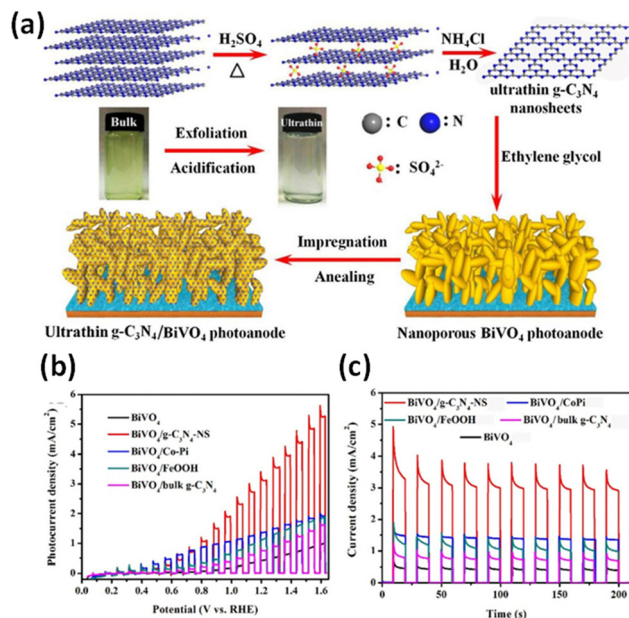 (a)
H₂SO₄
△
NH₄Cl
H₂O
ultrathin g-C₃N₄
nanosheets
Bulk
Exfoliation
Acidification
Ultrathin
: C
: N
: SO₄²⁻
Ethylene glycol
Impregnation
Anealing
Ultrathin g-C₃N₄/BiVO₄ photoanode
Nanoporous BiVO₄ photoanode
(b)
Photocurrent density (mA/cm²)
6
5
4
3
2
1
0
BiVO₄
BiVO₄/g-C₃N₄-NS
BiVO₄/Co-Pi
BiVO₄/FeOOH
BiVO₄/bulk g-C₃N₄
0.0 0.2 0.4 0.6 0.8 1.0 1.2 1.4 1.6
Potential (V vs. RHE)
(c)
Current density (mA/cm²)
6
5
4
3
2
1
0
BiVO₄/g-C₃N₄-NS BiVO₄/CoPi
BiVO₄/FeOOH BiVO₄/bulk g-C₃N₄
BiVO₄
0 50 100 150 200
Time (s)